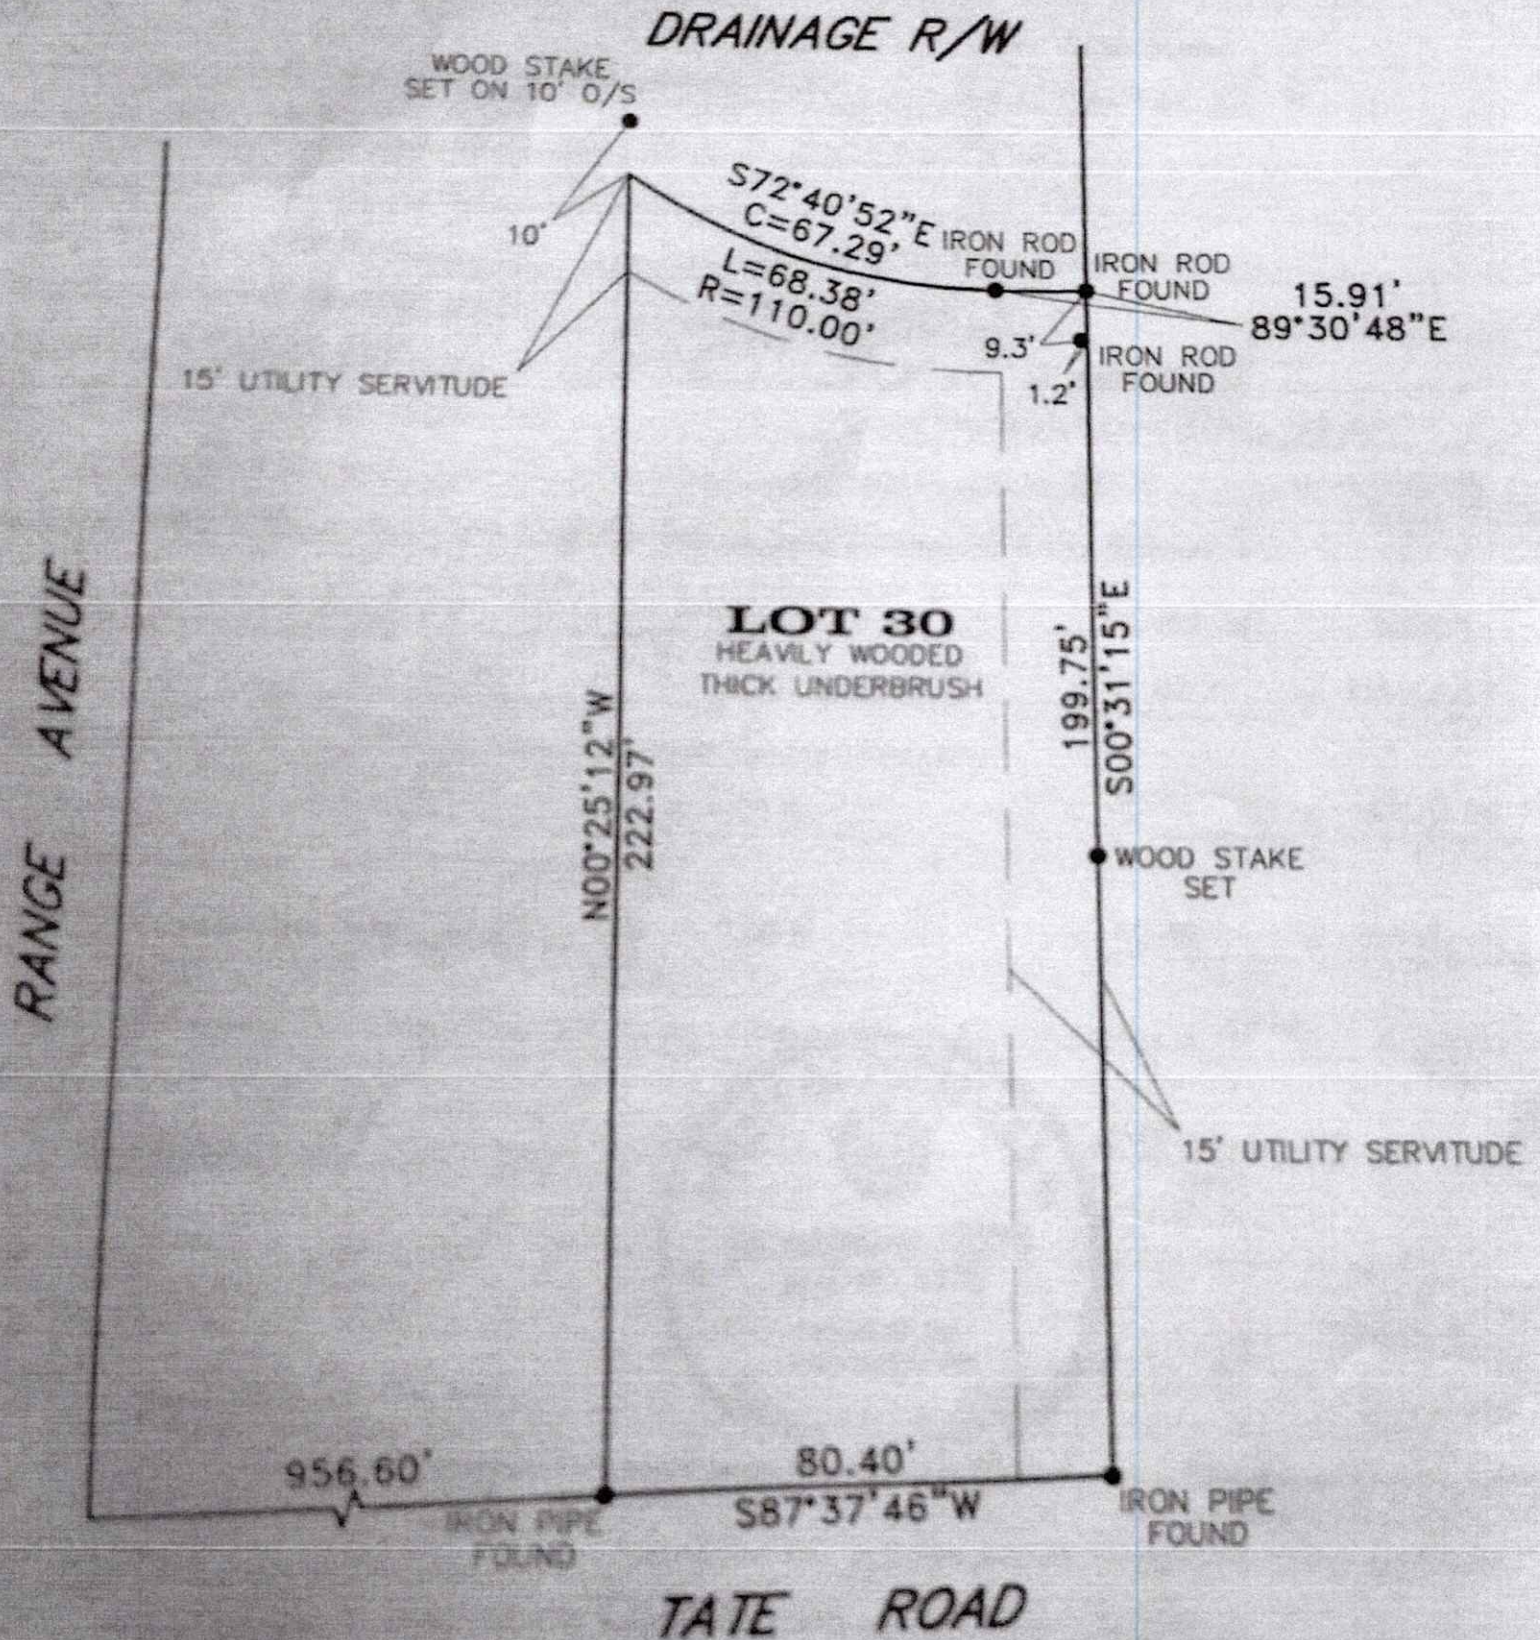 DRAINAGE R/W
WOOD STAKE
SET ON 10' O/S
10'
S72°40'52"E
C=67.29'
L=68.38'
R=110.00'
IRON ROD
FOUND
IRON ROD
FOUND
15.91'
89°30'48"E
9.3'
IRON ROD
FOUND
1.2'
15' UTILITY SERVITUDE
RANGE AVENUE
LOT 30
HEAVILY WOODED
THICK UNDERBRUSH
N00°25'12"W
222.97'
199.75'
S00°31'15"E
WOOD STAKE
SET
15' UTILITY SERVITUDE
956.60'
80.40'
S87°37'46"W
IRON PIPE
FOUND
IRON PIPE
FOUND
TATE ROAD